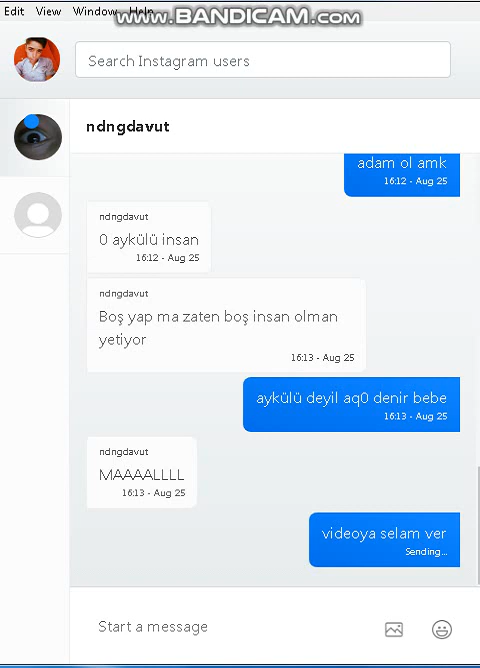 www.BANDICAM.com
Edit View Window Help
Search Instagram users
ndngdavut
adam ol amk
16:12 - Aug 25
ndngdavut
0 aykülü insan
16:12 - Aug 25
ndngdavut
Boş yap ma zaten boş insan olman
yetiyor
16:13 - Aug 25
aykülü deyil aq0 denir bebe
16:13 - Aug 25
ndngdavut
MAAAALLLL
16:13 - Aug 25
videoya selam ver
Sending...
Start a message